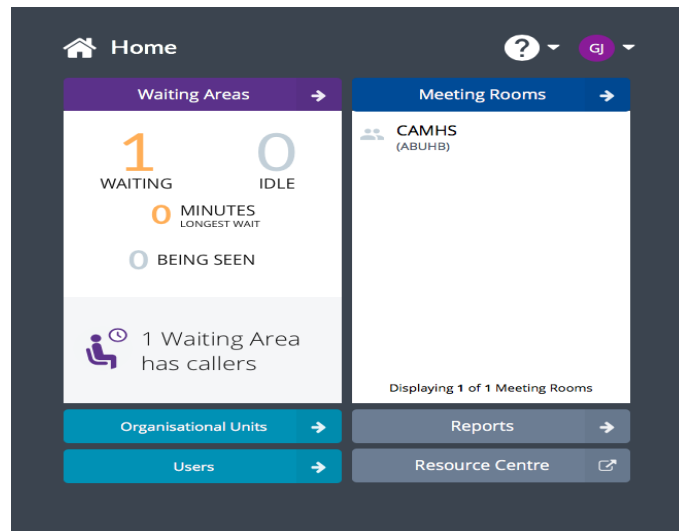 Home
?
GJ
Waiting Areas
1
WAITING
0
IDLE
0 MINUTES
LONGEST WAIT
0 BEING SEEN
1 Waiting Area
has callers
Meeting Rooms
CAMHS
(ABUHB)
Displaying 1 of 1 Meeting Rooms
Organisational Units
Reports
Users
Resource Centre